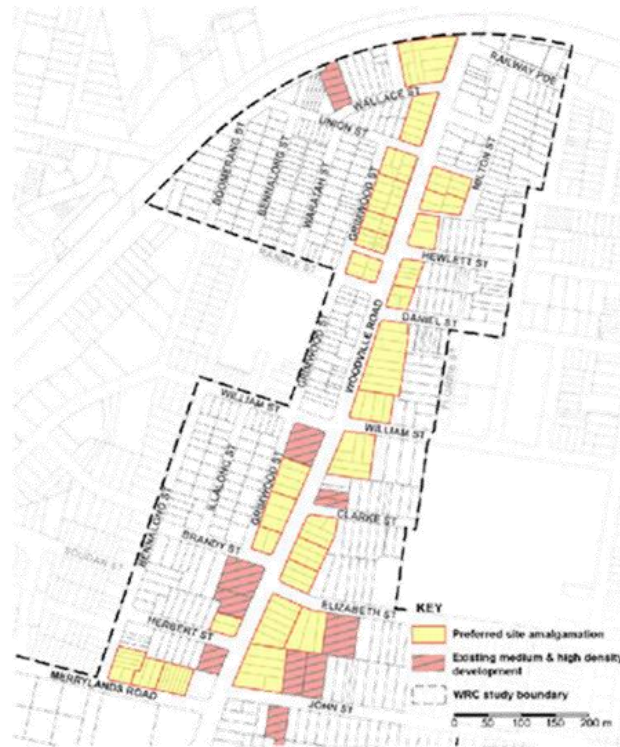 RAILWAY PDE
WALLACE ST
UNION ST
BOOMERANG ST
BENNALONG ST
WARATAH ST
GRIMWOOD ST
MILTON ST
HEWLETT ST
RANDLE ST
DANIEL ST
WOODVILLE ROAD
GRIMWOOD ST
WILLIAM ST
WILLIAM ST
ILLALONG ST
GRIMWOOD ST
BENNALONG ST
CLARKE ST
BRANDY ST
SOUDAN ST
ELIZABETH ST
HERBERT ST
MERRYLANDS ROAD
JOHN ST
KEY
Preferred site amalgamation
Existing medium & high density
development
WRC study boundary
0 50 100 150 200 m